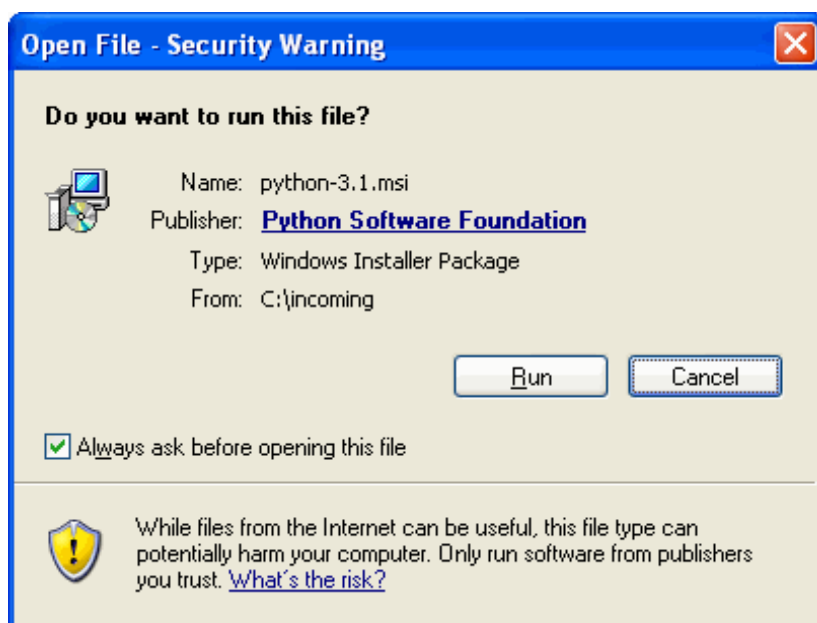 Open File - Security Warning
Do you want to run this file?
Name: python-3.1.msi
Publisher: Python Software Foundation
Type: Windows Installer Package
From: C:\incoming
Run Cancel
Always ask before opening this file
While files from the Internet can be useful, this file type can
potentially harm your computer. Only run software from publishers
you trust. What's the risk?